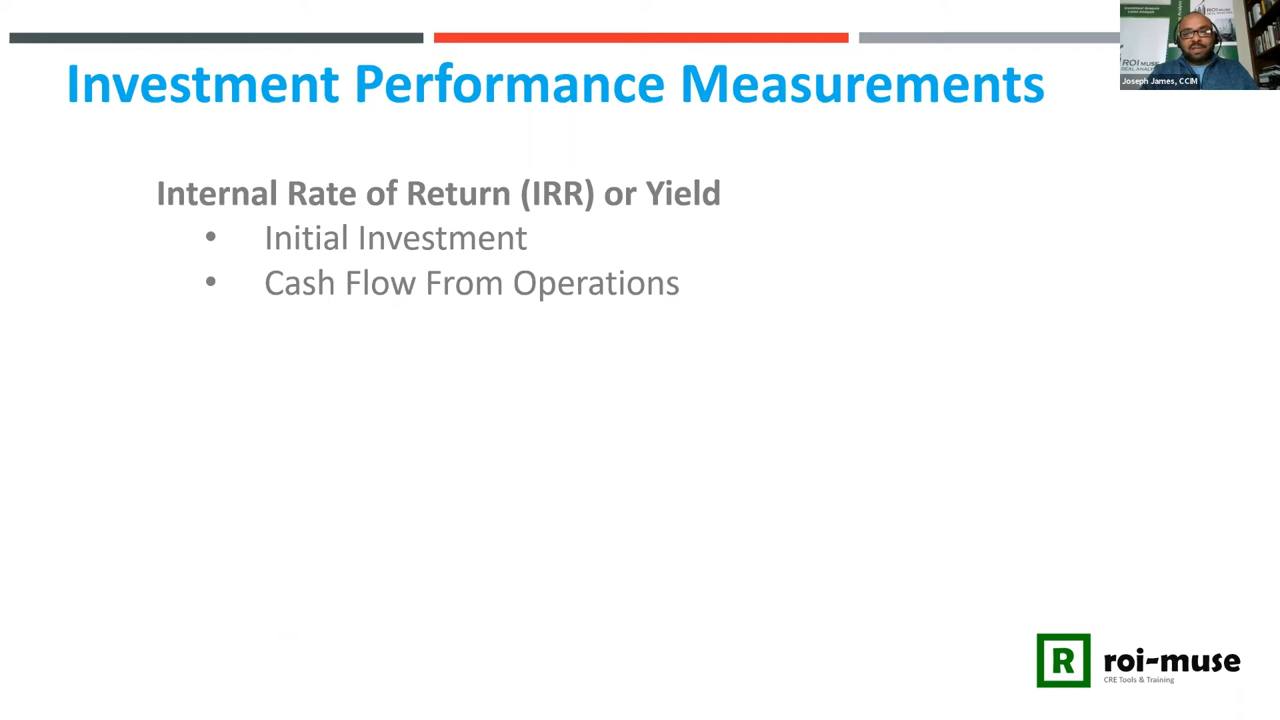 Investment Performance Measurements
Joseph James, CCIM
Internal Rate of Return (IRR) or Yield
• Initial Investment
• Cash Flow From Operations
R roi-muse
CRE Tools & Training